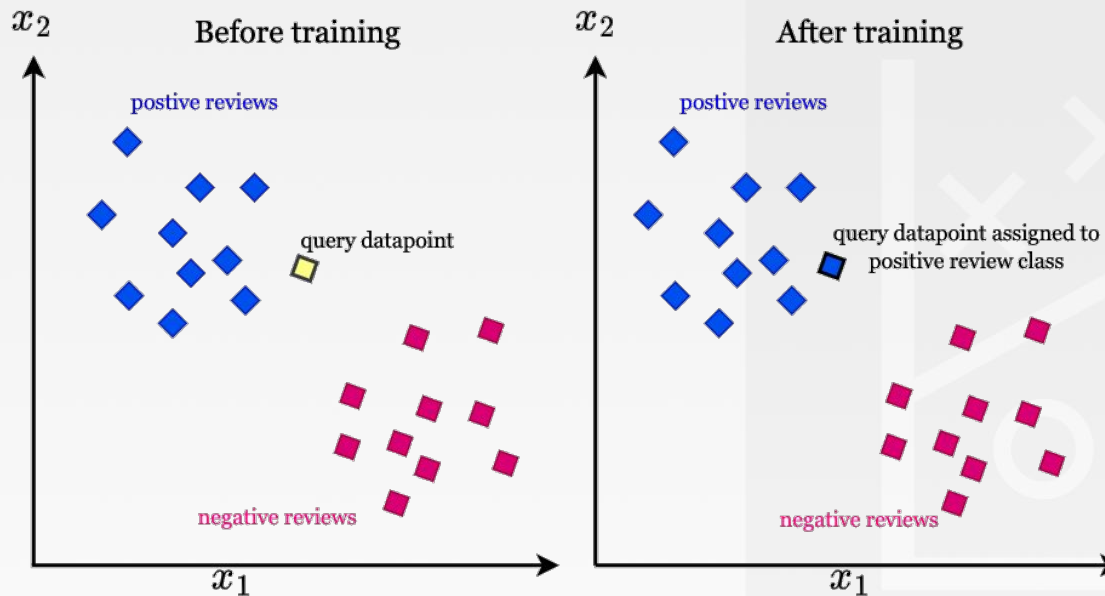 x₂
Before training
postive reviews
query datapoint
negative reviews
x₁
x₂
After training
postive reviews
query datapoint assigned to
positive review class
negative reviews
x₁